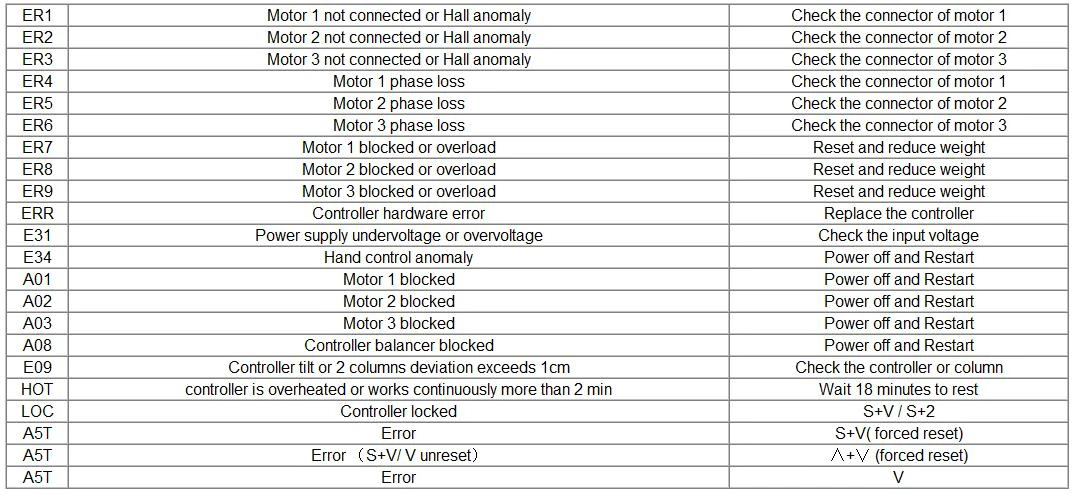 ER1 Motor 1 not connected or Hall anomaly Check the connector of motor 1
ER2 Motor 2 not connected or Hall anomaly Check the connector of motor 2
ER3 Motor 3 not connected or Hall anomaly Check the connector of motor 3
ER4 Motor 1 phase loss Check the connector of motor 1
ER5 Motor 2 phase loss Check the connector of motor 2
ER6 Motor 3 phase loss Check the connector of motor 3
ER7 Motor 1 blocked or overload Reset and reduce weight
ER8 Motor 2 blocked or overload Reset and reduce weight
ER9 Motor 3 blocked or overload Reset and reduce weight
ERR Controller hardware error Replace the controller
E31 Power supply undervoltage or overvoltage Check the input voltage
E34 Hand control anomaly Power off and Restart
A01 Motor 1 blocked Power off and Restart
A02 Motor 2 blocked Power off and Restart
A03 Motor 3 blocked Power off and Restart
A08 Controller balancer blocked Power off and Restart
E09 Controller tilt or 2 columns deviation exceeds 1cm Check the controller or column
HOT controller is overheated or works continuously more than 2 min Wait 18 minutes to rest
LOC Controller locked S+V / S+2
A5T Error S+V( forced reset)
A5T Error （S+V/ V unreset） ∧+∨ (forced reset)
A5T Error V